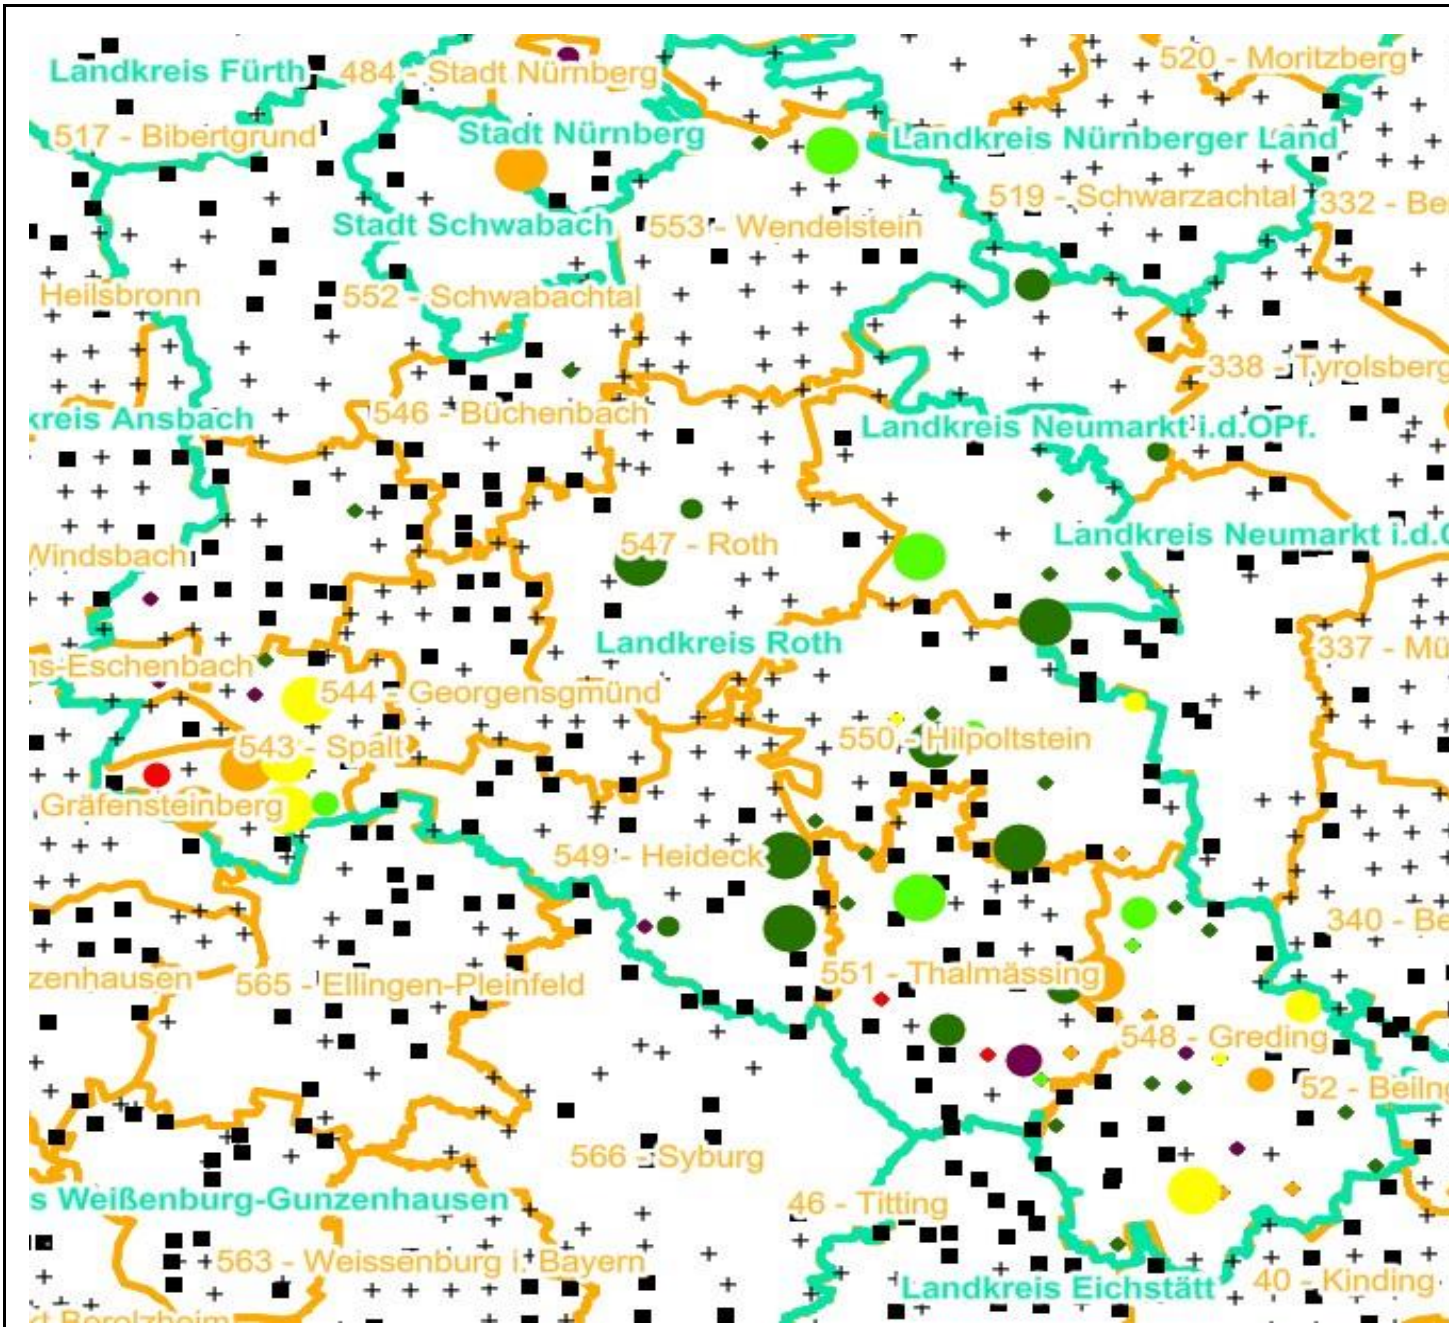 520 - Moritzberg
Landkreis Fürth
484 - Stadt Nürnberg
517 - Bibertgrund
Stadt Nürnberg
Landkreis Nürnberger Land
519 - Schwarzachtal
332 - Be
Stadt Schwabach
553 - Wendelstein
Heilsbronn
552 - Schwabachtal
338 - Tyrolsberg
kreis Ansbach
546 - Büchenbach
Landkreis Neumarkt i.d.OPf.
Landkreis Neumarkt i.d.O
547 - Roth
Windsbach
Landkreis Roth
337 - Mü
ns-Eschenbach
544 - Georgensgmünd
543 - Spalt
550 - Hilpoltstein
Gräfensteinberg
549 - Heideck
340 - Be
zenhausen
565 - Ellingen-Pleinfeld
551 - Thalmässing
548 - Greding
52 - Beilng
566 - Syburg
s Weißenburg-Gunzenhausen
46 - Titting
563 - Weissenburg i. Bayern
Landkreis Eichstätt
40 - Kinding
kt Berolzheim